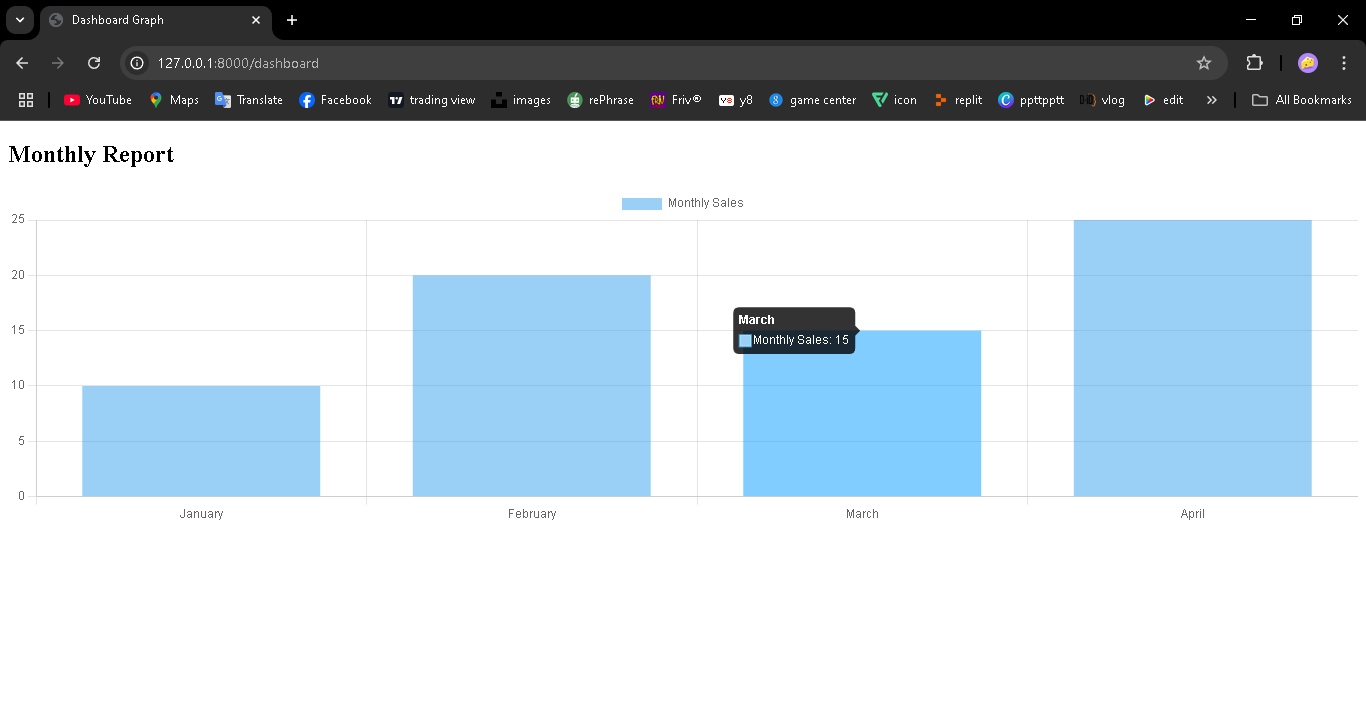 Dashboard Graph
127.0.0.1:8000/dashboard
YouTube Maps Translate Facebook trading view images rePhrase Friv® y8 game center icon replit ppttpptt vlog edit » All Bookmarks
Monthly Report
Monthly Sales
25
20
15
10
5
0
March
Monthly Sales: 15
January February March April